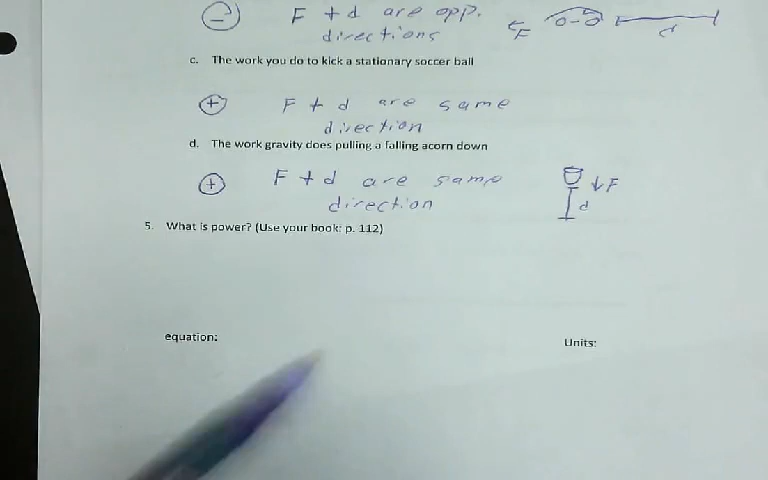 (-) F + d are opp.
directions F d
c. The work you do to kick a stationary soccer ball
(+) F + d are same
direction
d. The work gravity does pulling a falling acorn down
(+) F + d are same F
direction d
5. What is power? (Use your book: p. 112)
equation: Units: